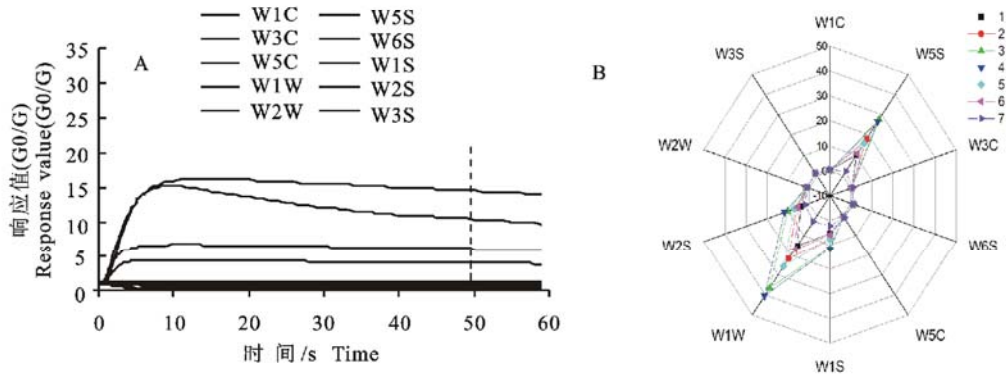 A
W1C W5S
W3C W6S
W5C W1S
W1W W2S
W2W W3S
响应值(G0/G)
Response value(G0/G)
35
30
25
20
15
10
5
0
0 10 20 30 40 50 60
时 间 /s Time
B
W1C
W5S
W3C
W6S
W5C
W1S
W1W
W2S
W2W
W3S
50
40
30
20
10
0
-10
1
2
3
4
5
6
7